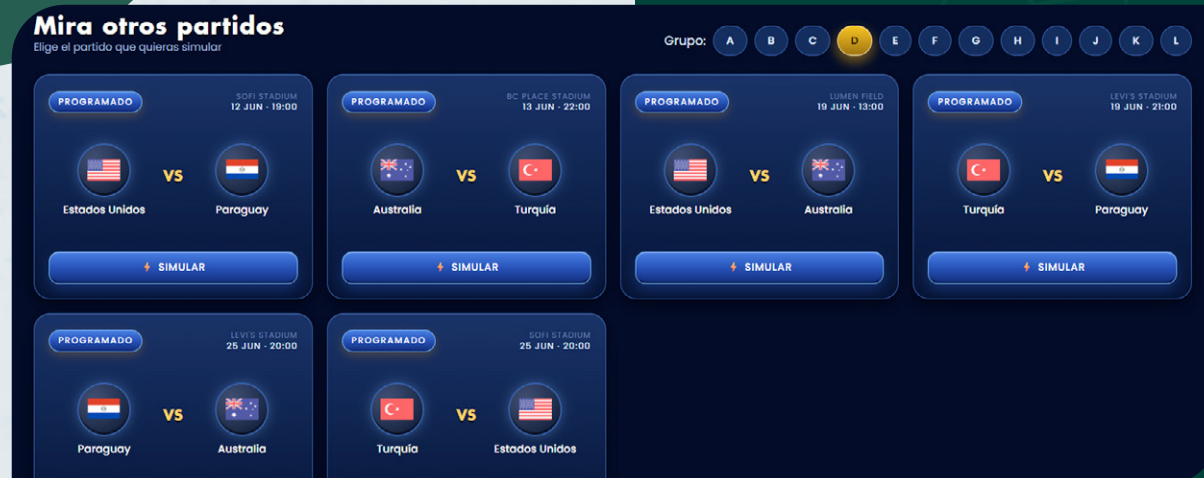 Mira otros partidos
Elige el partido que quieras simular
Grupo: A B C D E F G H I J K L
PROGRAMADO
SOFI STADIUM
12 JUN - 19:00
Estados Unidos VS Paraguay
SIMULAR
PROGRAMADO
BC PLACE STADIUM
13 JUN - 22:00
Australia VS Turquía
SIMULAR
PROGRAMADO
LUMEN FIELD
19 JUN - 13:00
Estados Unidos VS Australia
SIMULAR
PROGRAMADO
LEVI'S STADIUM
19 JUN - 21:00
Turquía VS Paraguay
SIMULAR
PROGRAMADO
LEVI'S STADIUM
25 JUN - 20:00
Paraguay VS Australia
PROGRAMADO
SOFI STADIUM
25 JUN - 20:00
Turquía VS Estados Unidos